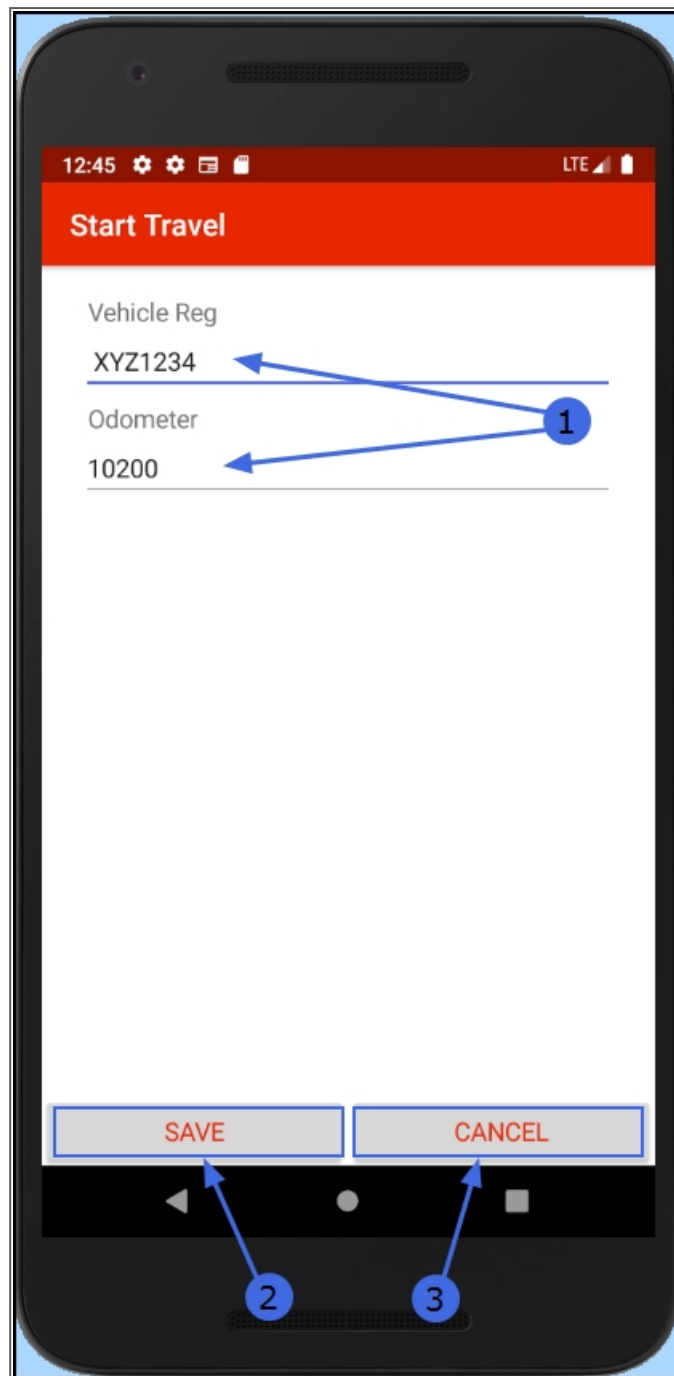 12:45 LTE
Start Travel
Vehicle Reg
XYZ1234
Odometer
1
10200
SAVE CANCEL
2 3